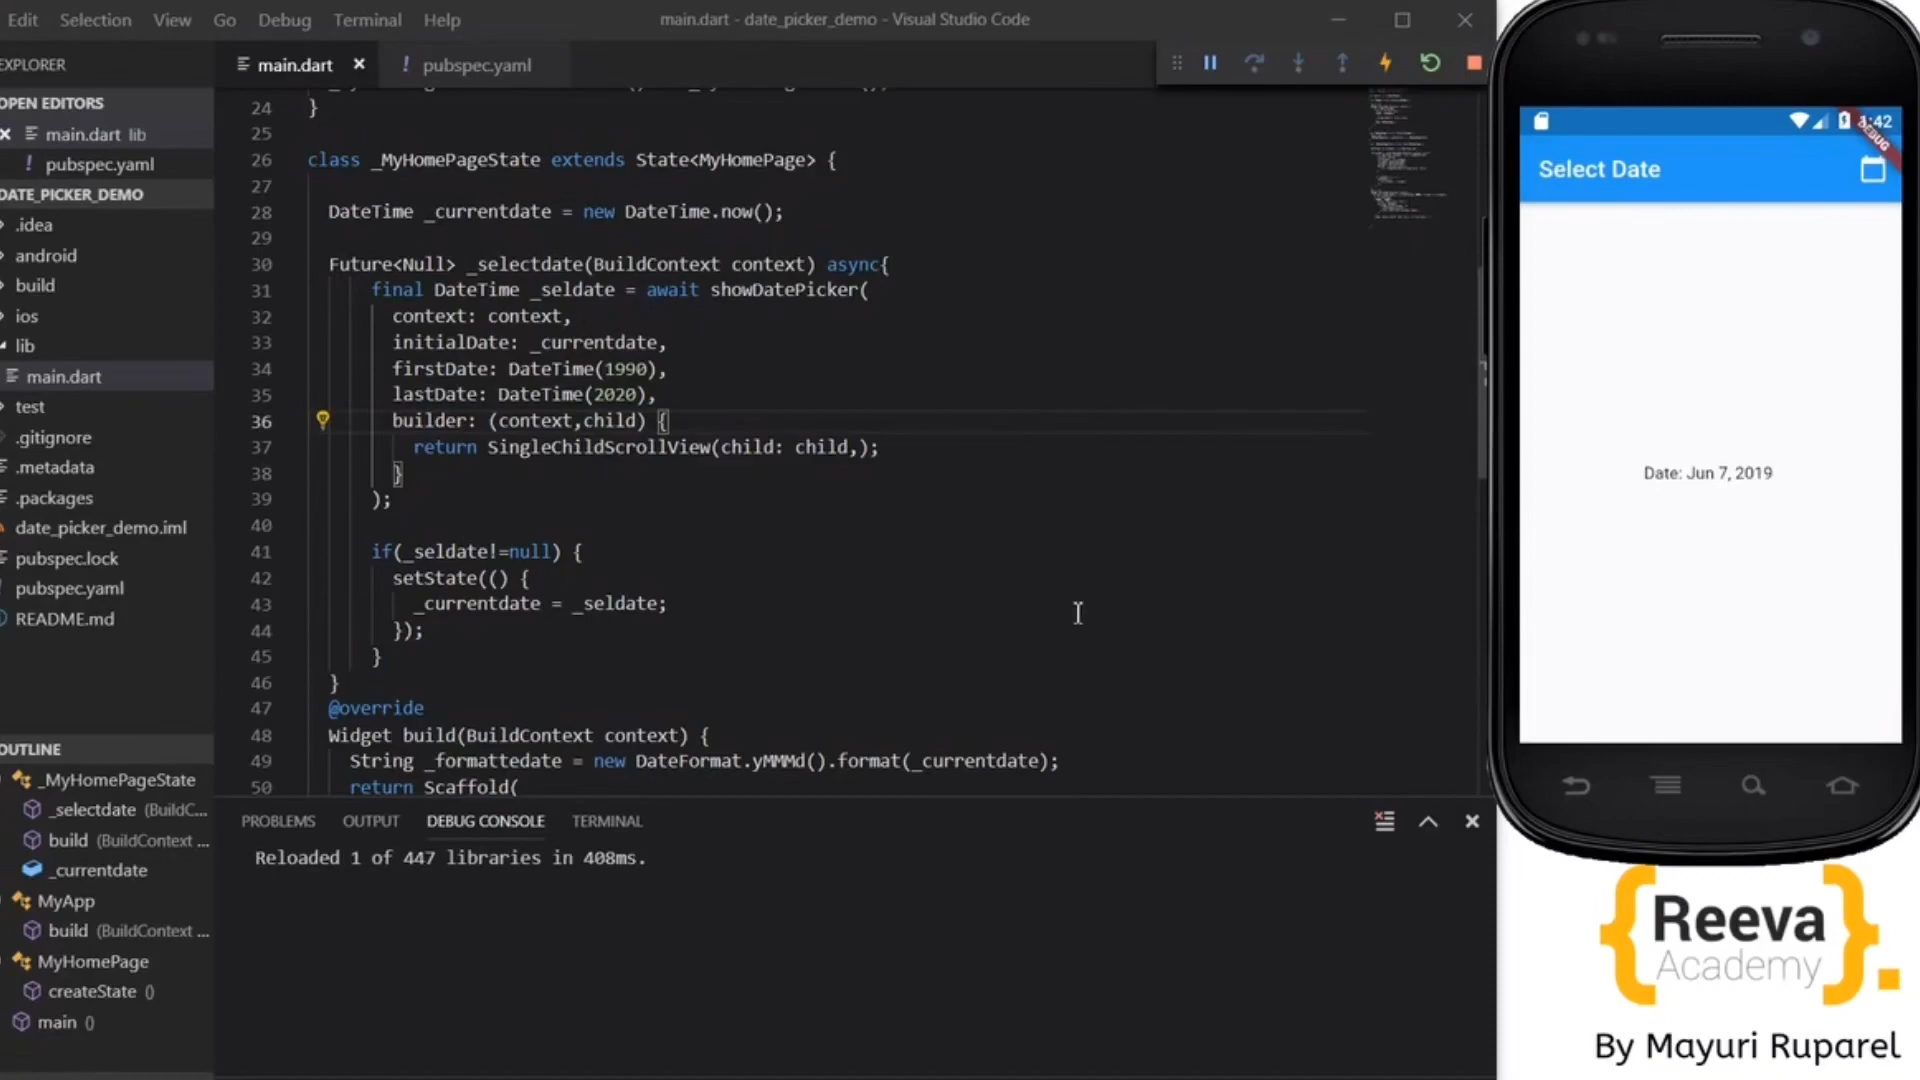 Edit Selection View Go Debug Terminal Help
main.dart - date_picker_demo - Visual Studio Code
EXPLORER
OPEN EDITORS
main.dart lib
! pubspec.yaml
DATE_PICKER_DEMO
.idea
android
build
ios
lib
main.dart
test
.gitignore
.metadata
.packages
date_picker_demo.iml
pubspec.lock
pubspec.yaml
README.md
OUTLINE
_MyHomePageState
_selectdate (BuildC...
build (BuildContext ...
_currentdate
MyApp
build (BuildContext ...
MyHomePage
createState ()
main ()
main.dart
! pubspec.yaml
24 }
25
26 class _MyHomePageState extends State<MyHomePage> {
27
28 DateTime _currentdate = new DateTime.now();
29
30 Future<Null> _selectdate(BuildContext context) async{
31 final DateTime _seldate = await showDatePicker(
32 context: context,
33 initialDate: _currentdate,
34 firstDate: DateTime(1990),
35 lastDate: DateTime(2020),
36 builder: (context,child) {
37 return SingleChildScrollView(child: child,);
38 }
39 );
40
41 if(_seldate!=null) {
42 setState(() {
43 _currentdate = _seldate;
44 });
45 }
46 }
47 @override
48 Widget build(BuildContext context) {
49 String _formattedate = new DateFormat.yMMMd().format(_currentdate);
50 return Scaffold(
PROBLEMS OUTPUT DEBUG CONSOLE TERMINAL
Reloaded 1 of 447 libraries in 408ms.
:42
DEBUG
Select Date
Date: Jun 7, 2019
Reeva
Academy
By Mayuri Ruparel